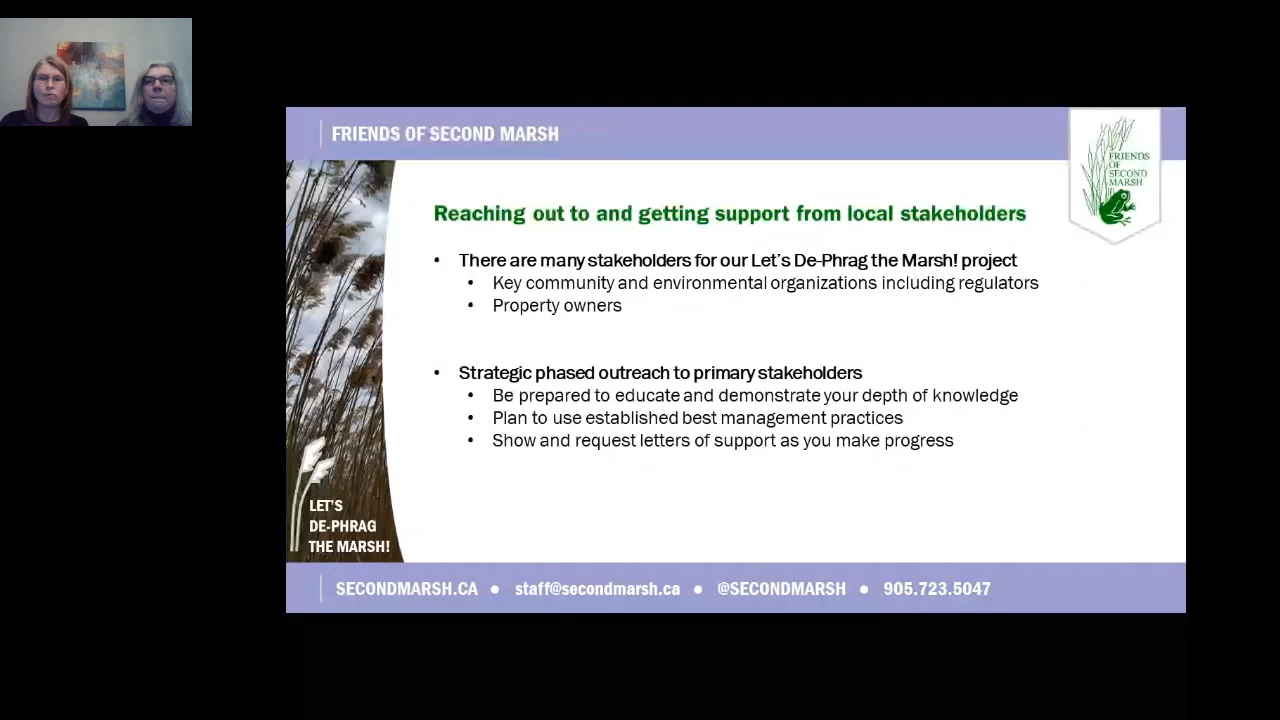 FRIENDS OF SECOND MARSH
FRIENDS
OF
SECOND
MARSH
Reaching out to and getting support from local stakeholders
• There are many stakeholders for our Let's De-Phrag the Marsh! project
• Key community and environmental organizations including regulators
• Property owners
• Strategic phased outreach to primary stakeholders
• Be prepared to educate and demonstrate your depth of knowledge
• Plan to use established best management practices
• Show and request letters of support as you make progress
LET'S
DE-PHRAG
THE MARSH!
SECONDMARSH.CA ● staff@secondmarsh.ca ● @SECONDMARSH ● 905.723.5047